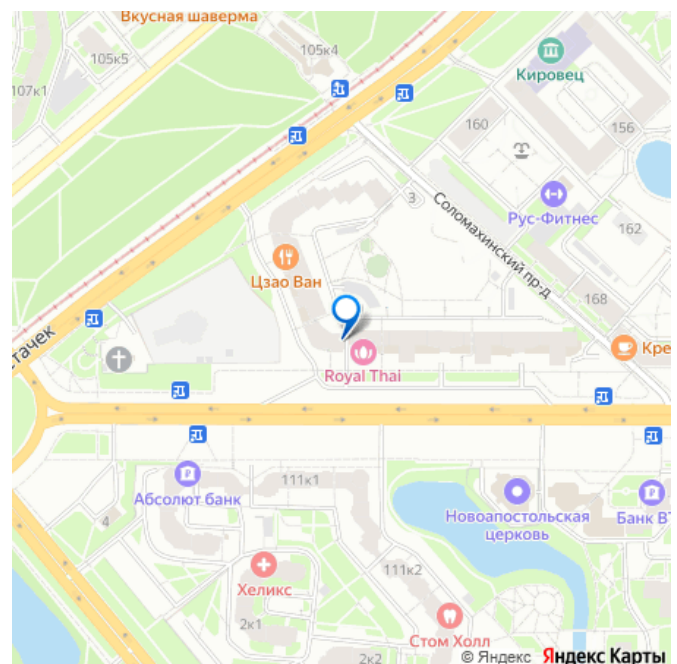 Вкусная шаверма
105к4
105к5
107к1
Кировец
160
156
3
Соломахинский пр-д
Рус-Фитнес
162
Цзао Ван
168
Стачек
Кре
Royal Thai
111к1
Абсолют банк
4
Новоапостольская
церковь
Банк ВТ
Хеликс
111к2
2к1
Стом Холл
2к2
© Яндекс Яндекс Карты